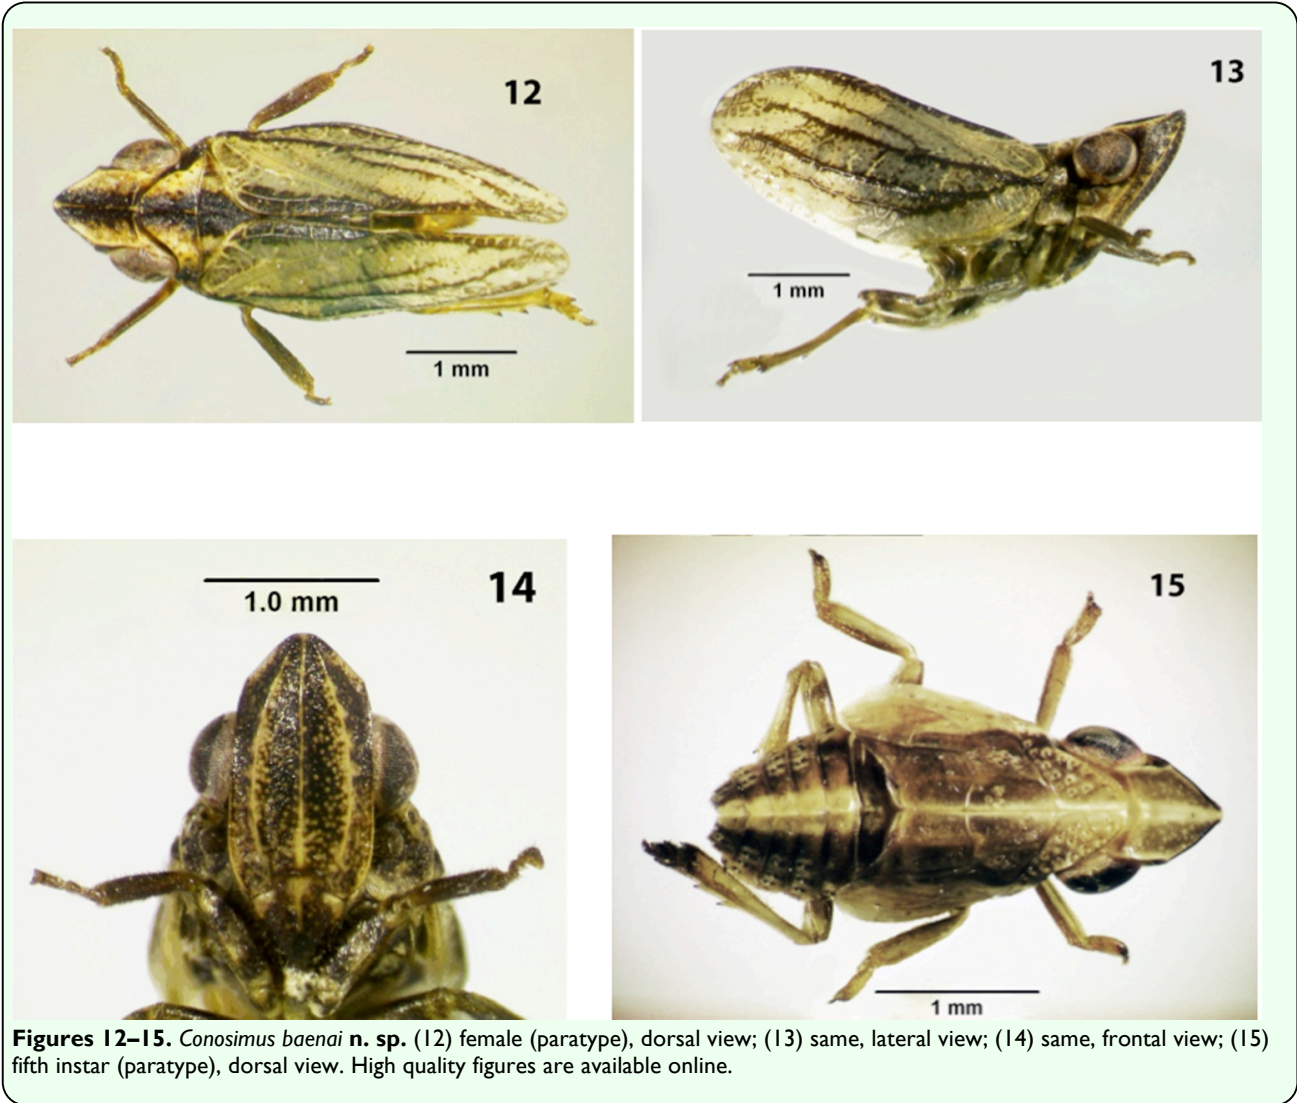 12
13
1 mm
1 mm
14
1.0 mm
15
1 mm
Figures 12–15. Conosimus baenai n. sp. (12) female (paratype), dorsal view; (13) same, lateral view; (14) same, frontal view; (15)
fifth instar (paratype), dorsal view. High quality figures are available online.